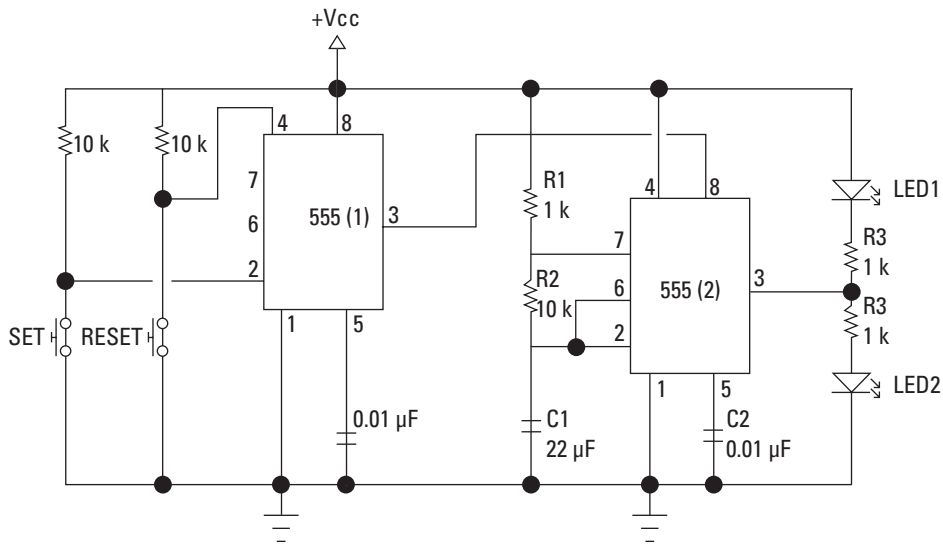 +Vcc
10 k
10 k
4
8
7
6
2
555 (1)
3
1
5
0.01 µF
SET
RESET
R1
1 k
R2
10 k
C1
22 µF
4
8
7
6
2
555 (2)
3
1
5
C2
0.01 µF
LED1
R3
1 k
R3
1 k
LED2